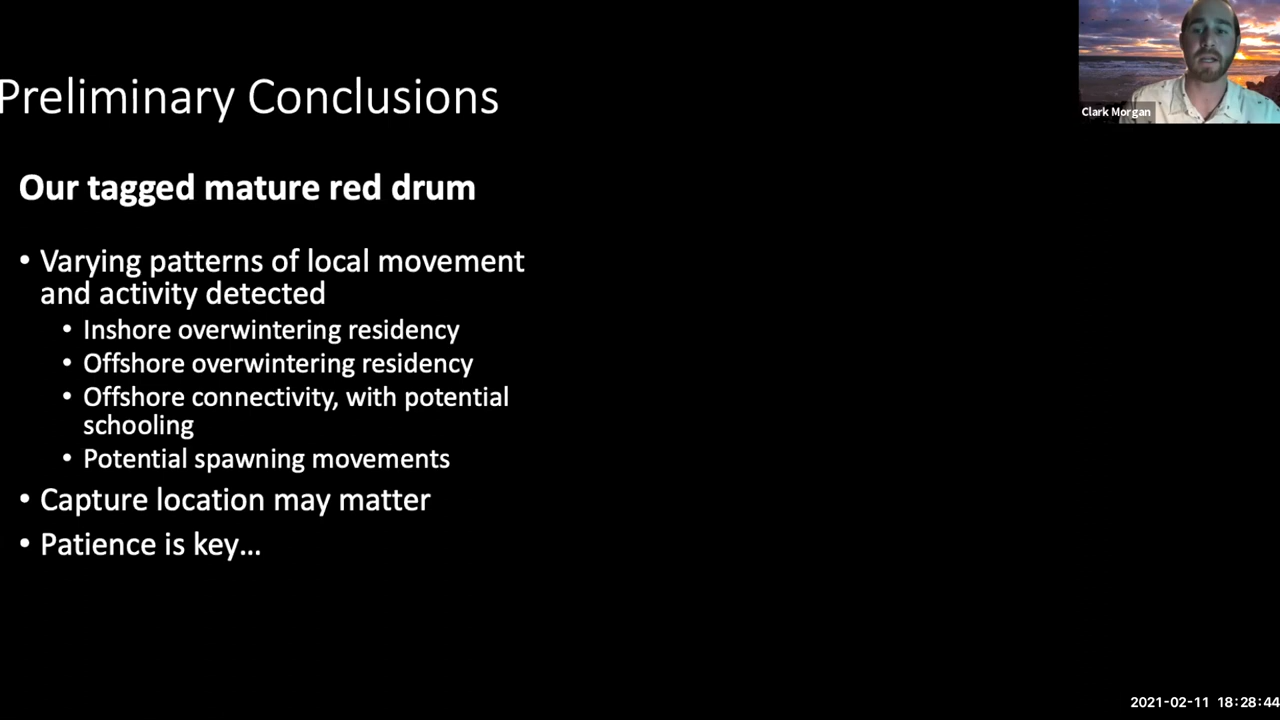 Preliminary Conclusions
Clark Morgan
Our tagged mature red drum
• Varying patterns of local movement
and activity detected
• Inshore overwintering residency
• Offshore overwintering residency
• Offshore connectivity, with potential
schooling
• Potential spawning movements
• Capture location may matter
• Patience is key...
2021-02-11 18:28:44